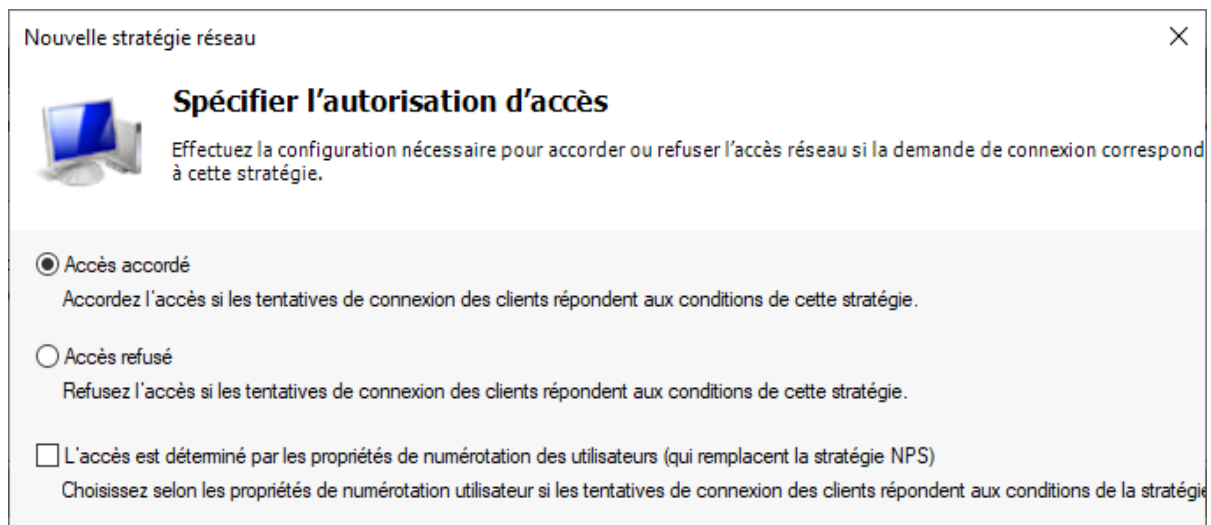 Nouvelle stratégie réseau
Spécifier l’autorisation d’accès
Effectuez la configuration nécessaire pour accorder ou refuser l’accès réseau si la demande de connexion correspond
à cette stratégie.
Accès accordé
Accordez l'accès si les tentatives de connexion des clients répondent aux conditions de cette stratégie.
Accès refusé
Refusez l'accès si les tentatives de connexion des clients répondent aux conditions de cette stratégie.
L'accès est déterminé par les propriétés de numérotation des utilisateurs (qui remplacent la stratégie NPS)
Choisissez selon les propriétés de numérotation utilisateur si les tentatives de connexion des clients répondent aux conditions de la stratégie